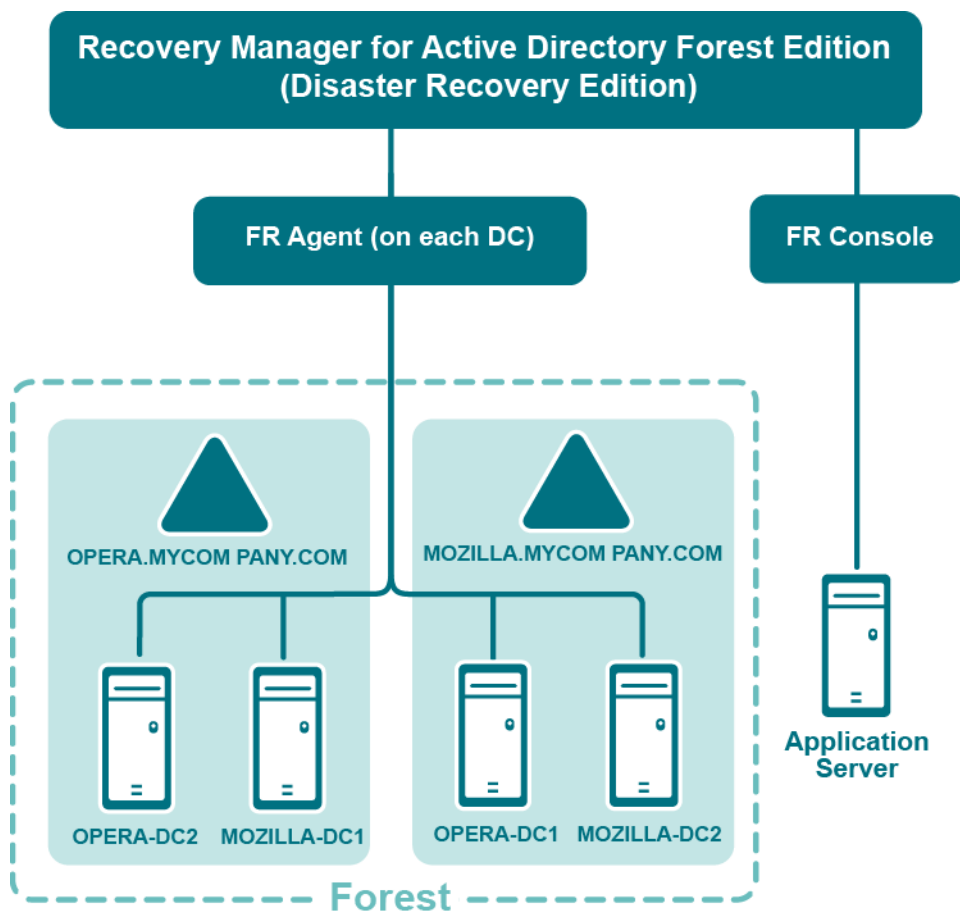 Recovery Manager for Active Directory Forest Edition
(Disaster Recovery Edition)
FR Agent (on each DC)
FR Console
OPERA.MYCOM PANY.COM
MOZILLA.MYCOM PANY.COM
OPERA-DC2
MOZILLA-DC1
OPERA-DC1
MOZILLA-DC2
Application
Server
Forest